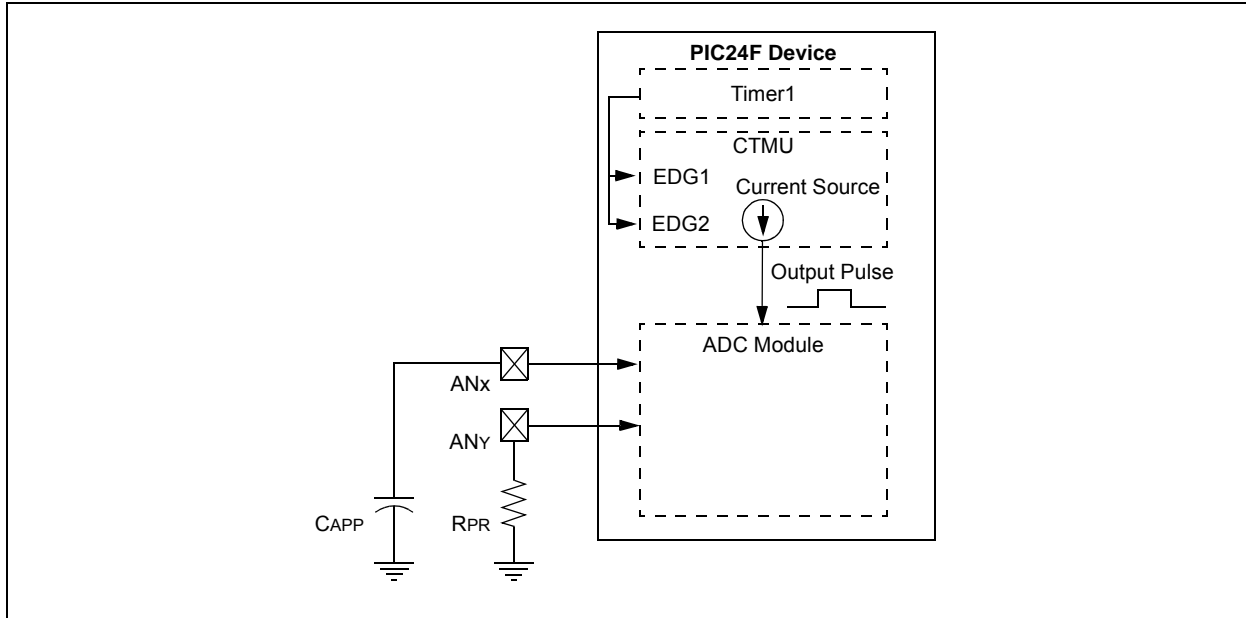 PIC24F Device
Timer1
CTMU
EDG1
Current Source
EDG2
Output Pulse
ADC Module
ANX
ANY
CAPP
RPR